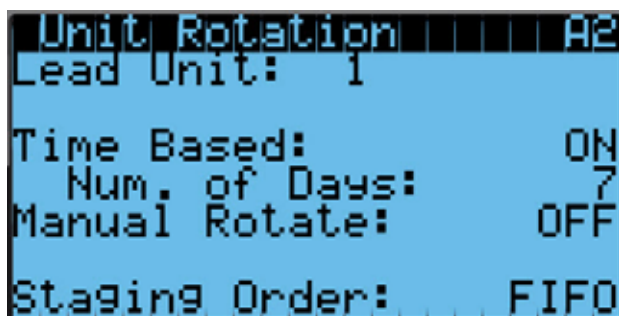 Unit Rotation A2
Lead Unit: 1
Time Based: ON
Num. of Days: 7
Manual Rotate: OFF
Staging Order: FIFO